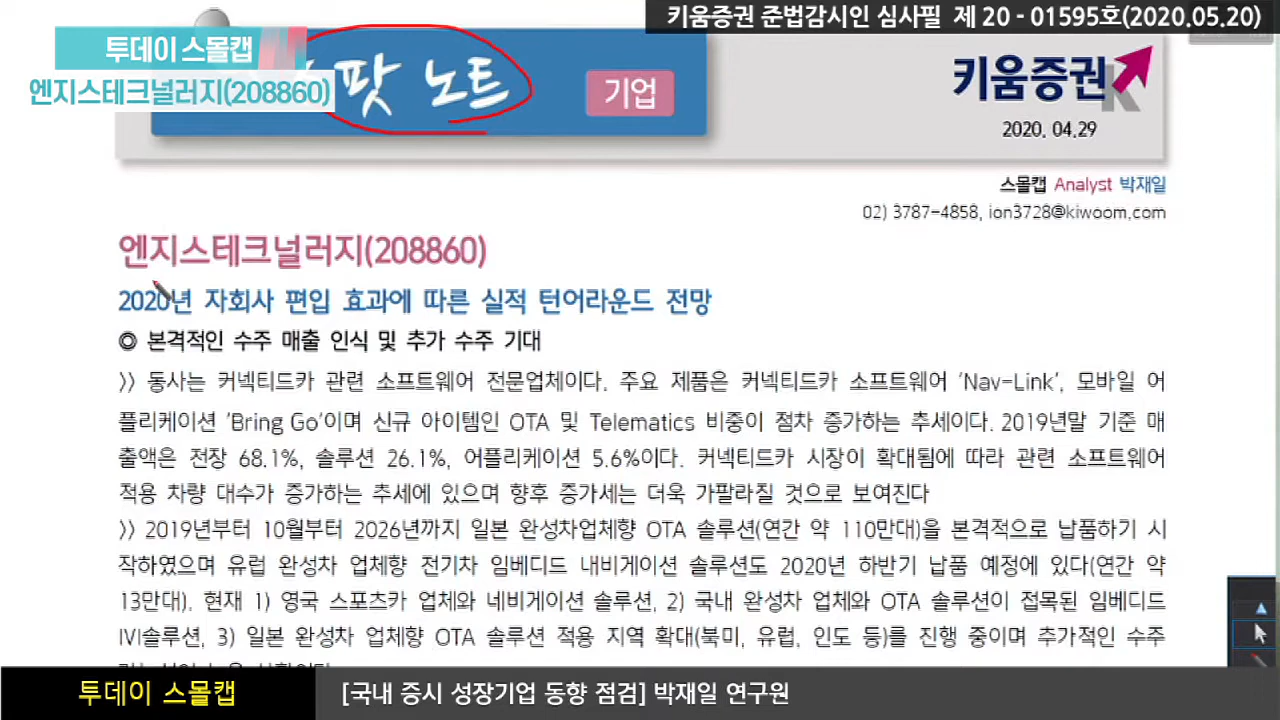 키움증권 준법감시인 심사필 제 20 - 01595호(2020.05.20)
투데이 스몰캡
엔지스테크널러지(208860)
팟 노트
기업
키움증권
2020. 04.29
스몰캡 Analyst 박재일
02) 3787-4858, ion3728@kiwoom.com
엔지스테크널러지(208860)
2020년 자회사 편입 효과에 따른 실적 턴어라운드 전망
◎ 본격적인 수주 매출 인식 및 추가 수주 기대
〉〉 동사는 커넥티드카 관련 소프트웨어 전문업체이다. 주요 제품은 커넥티드카 소프트웨어 'Nav-Link', 모바일 어
플리케이션 'Bring Go'이며 신규 아이템인 OTA 및 Telematics 비중이 점차 증가하는 추세이다. 2019년말 기준 매
출액은 전장 68.1%, 솔루션 26.1%, 어플리케이션 5.6%이다. 커넥티드카 시장이 확대됨에 따라 관련 소프트웨어
적용 차량 대수가 증가하는 추세에 있으며 향후 증가세는 더욱 가팔라질 것으로 보여진다
〉〉 2019년부터 10월부터 2026년까지 일본 완성차업체향 OTA 솔루션(연간 약 110만대)을 본격적으로 납품하기 시
작하였으며 유럽 완성차 업체향 전기차 임베디드 내비게이션 솔루션도 2020년 하반기 납품 예정에 있다(연간 약
13만대). 현재 1) 영국 스포츠카 업체와 네비게이션 솔루션, 2) 국내 완성차 업체와 OTA 솔루션이 접목된 임베디드
IVI솔루션, 3) 일본 완성차 업체향 OTA 솔루션 적용 지역 확대(북미, 유럽, 인도 등)를 진행 중이며 추가적인 수주
투데이 스몰캡
[국내 증시 성장기업 동향 점검] 박재일 연구원